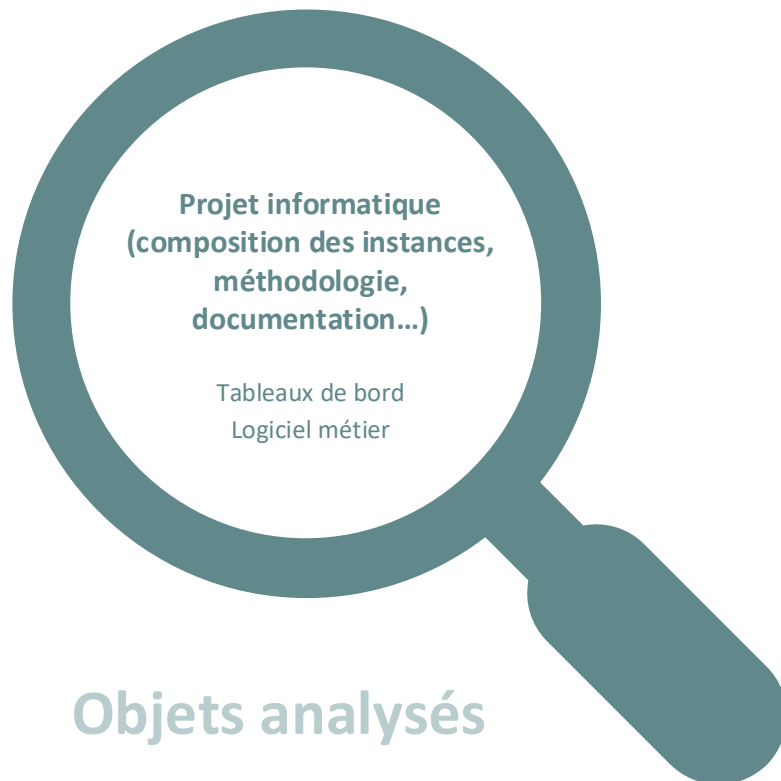 Projet informatique
(composition des instances,
méthodologie,
documentation…)
Tableaux de bord
Logiciel métier
Objets analysés